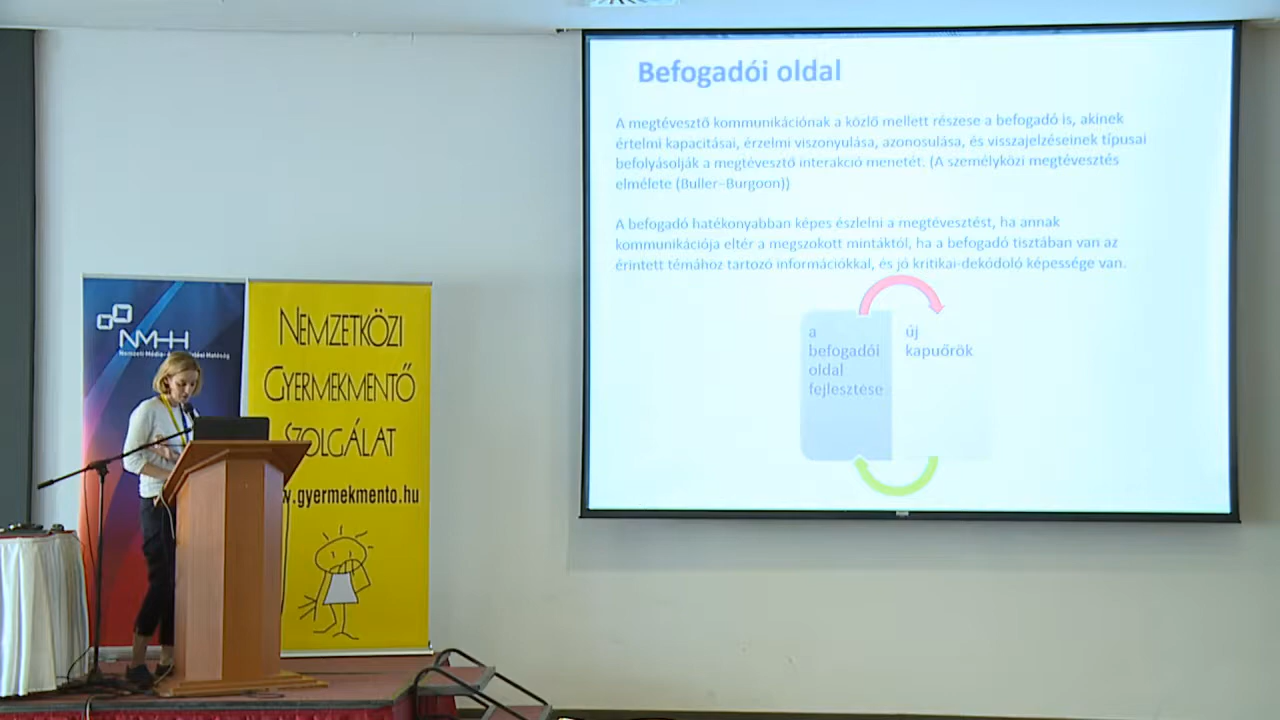 Befogadói oldal
A megtévesztő kommunikációnak a közlő mellett részese a befogadó is, akinek
értelmi kapacitásai, érzelmi viszonyulása, azonosulása, és visszajelzéseinek típusai
befolyásolják a megtévesztő interakció menetét. (A személyközi megtévesztés
elmélete (Buller–Burgoon))
A befogadó hatékonyabban képes észlelni a megtévesztést, ha annak
kommunikációja eltér a megszokott mintáktól, ha a befogadó tisztában van az
érintett témához tartozó információkkal, és jó kritikai-dekódoló képessége van.
a
befogadói
oldal
fejlesztése
új
kapuőrök
NMHH
Nemzeti Média-
Hatóság
NEMZETKÖZI
GYERMEKMENTŐ
SZOLGÁLAT
.gyermekmento.hu